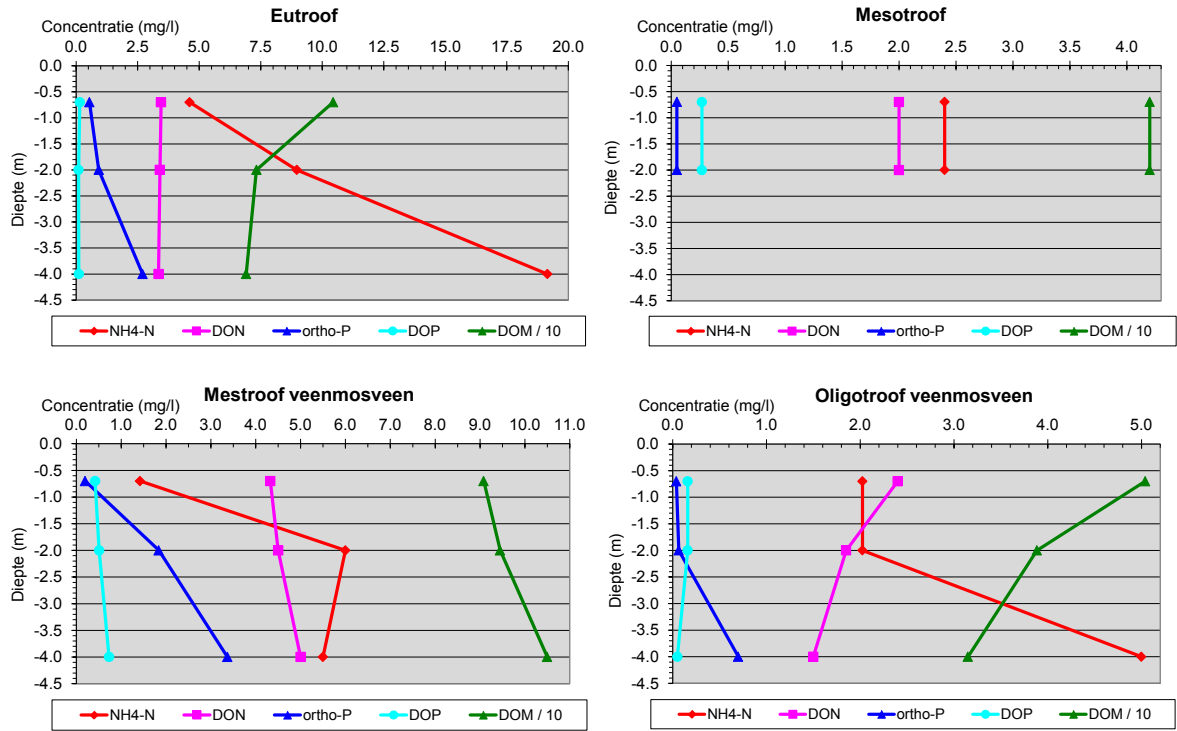 Eutroof
Concentratie (mg/l)
0.0 2.5 5.0 7.5 10.0 12.5 15.0 17.5 20.0
0.0
-0.5
-1.0
-1.5
-2.0
-2.5
-3.0
-3.5
-4.0
-4.5
Diepte (m)
NH4-N DON ortho-P DOP DOM / 10
Mesotroof
Concentratie (mg/l)
0.0 0.5 1.0 1.5 2.0 2.5 3.0 3.5 4.0
0.0
-0.5
-1.0
-1.5
-2.0
-2.5
-3.0
-3.5
-4.0
-4.5
Diepte (m)
NH4-N DON ortho-P DOP DOM / 10
Mestroof veenmosveen
Concentratie (mg/l)
0.0 1.0 2.0 3.0 4.0 5.0 6.0 7.0 8.0 9.0 10.0 11.0
0.0
-0.5
-1.0
-1.5
-2.0
-2.5
-3.0
-3.5
-4.0
-4.5
Diepte (m)
NH4-N DON ortho-P DOP DOM / 10
Oligotroof veenmosveen
Concentratie (mg/l)
0.0 1.0 2.0 3.0 4.0 5.0
0.0
-0.5
-1.0
-1.5
-2.0
-2.5
-3.0
-3.5
-4.0
-4.5
Diepte (m)
NH4-N DON ortho-P DOP DOM / 10